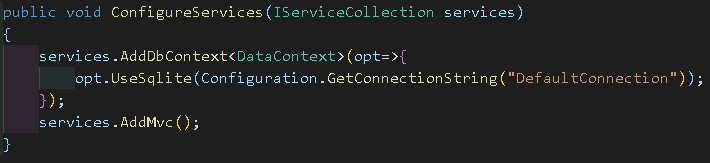 public void ConfigureServices(IServiceCollection services)
{
    services.AddDbContext<DataContext>(opt=>{
        opt.UseSqlite(Configuration.GetConnectionString("DefaultConnection"));
    });
    services.AddMvc();
}